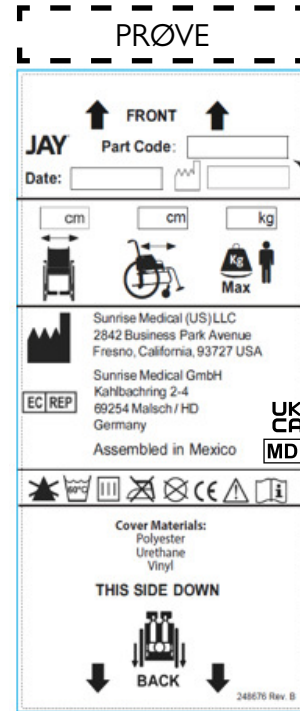 PRØVE
FRONT
JAY Part Code:
Date:
cm cm kg
Kg
Max
Sunrise Medical (US) LLC
2842 Business Park Avenue
Fresno, California, 93727 USA
Sunrise Medical GmbH
Kahlbachring 2-4
EC REP 69254 Malsch / HD
Germany
UK
CA
Assembled in Mexico MD
60°C CE i
Cover Materials:
Polyester
Urethane
Vinyl
THIS SIDE DOWN
BACK
248676 Rev. B